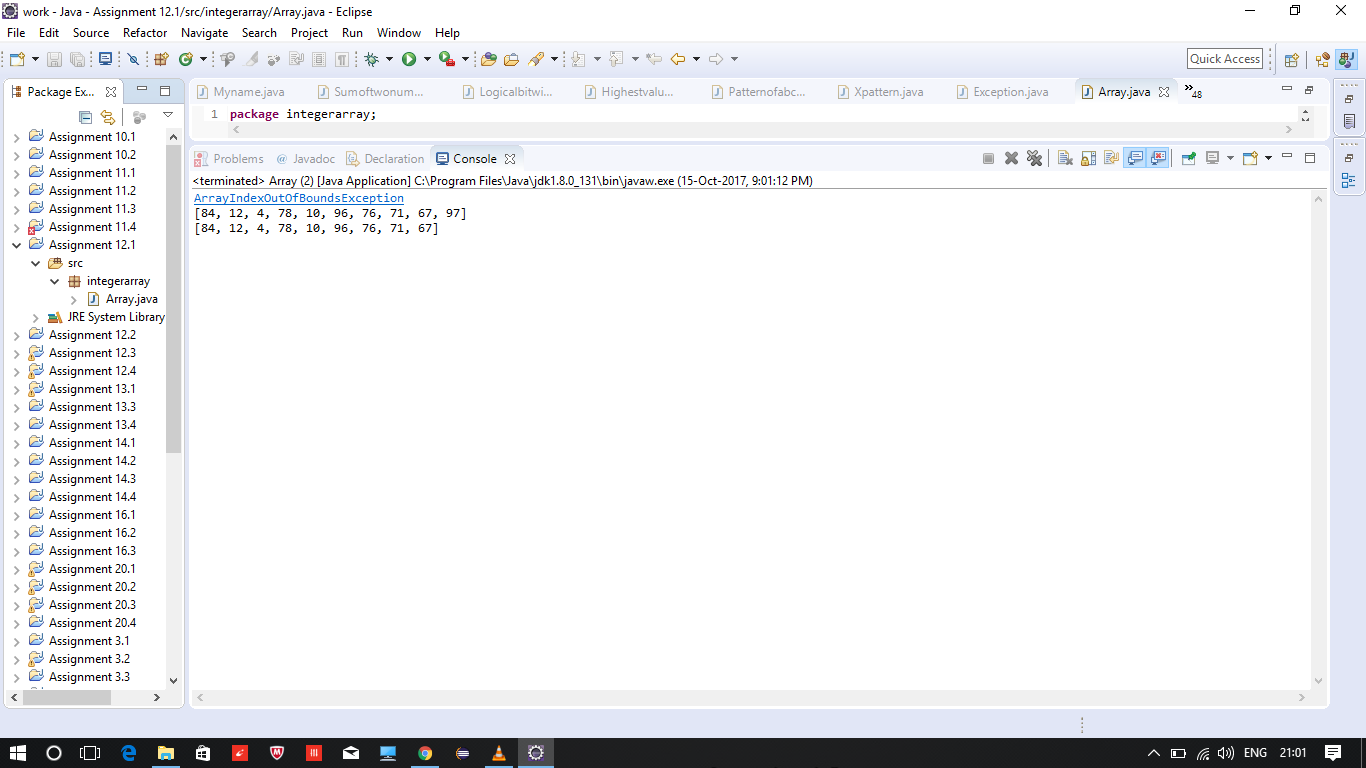 work - Java - Assignment 12.1/src/integerarray/Array.java - Eclipse
File Edit Source Refactor Navigate Search Project Run Window Help
Quick Access
Package Ex...
Myname.java Sumoftwonum... Logicalbitwi... Highestvalu... Patternofabc... Xpattern.java Exception.java Array.java »48
1 package integerarray;
Problems @ Javadoc Declaration Console
<terminated> Array (2) [Java Application] C:\Program Files\Java\jdk1.8.0_131\bin\javaw.exe (15-Oct-2017, 9:01:12 PM)
ArrayIndexOutOfBoundsException
[84, 12, 4, 78, 10, 96, 76, 71, 67, 97]
[84, 12, 4, 78, 10, 96, 76, 71, 67]
Assignment 10.1
Assignment 10.2
Assignment 11.1
Assignment 11.2
Assignment 11.3
Assignment 11.4
Assignment 12.1
src
integerarray
Array.java
JRE System Library
Assignment 12.2
Assignment 12.3
Assignment 12.4
Assignment 13.1
Assignment 13.3
Assignment 13.4
Assignment 14.1
Assignment 14.2
Assignment 14.3
Assignment 14.4
Assignment 16.1
Assignment 16.2
Assignment 16.3
Assignment 20.1
Assignment 20.2
Assignment 20.3
Assignment 20.4
Assignment 3.1
Assignment 3.2
Assignment 3.3
ENG 21:01